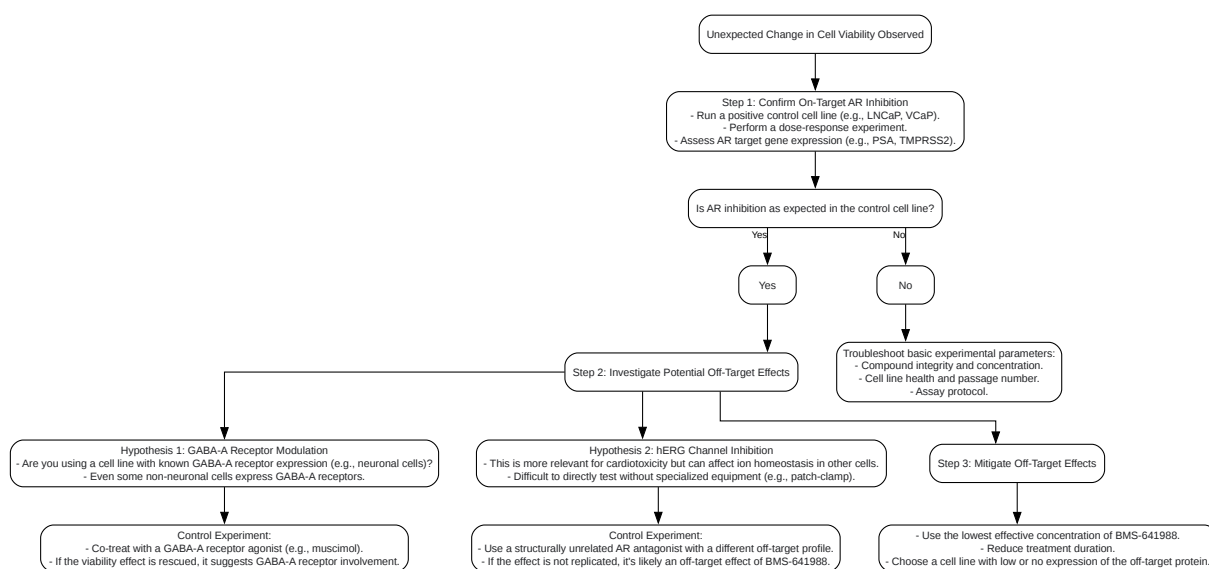 Unexpected Change in Cell Viability Observed
Step 1: Confirm On-Target AR Inhibition
- Run a positive control cell line (e.g., LNCaP, VCaP).
- Perform a dose-response experiment.
- Assess AR target gene expression (e.g., PSA, TMPRSS2).
Is AR inhibition as expected in the control cell line?
Yes
No
Yes
No
Troubleshoot basic experimental parameters:
- Compound integrity and concentration.
- Cell line health and passage number.
- Assay protocol.
Step 2: Investigate Potential Off-Target Effects
Hypothesis 1: GABA-A Receptor Modulation
- Are you using a cell line with known GABA-A receptor expression (e.g., neuronal cells)?
- Even some non-neuronal cells express GABA-A receptors.
Hypothesis 2: hERG Channel Inhibition
- This is more relevant for cardiotoxicity but can affect ion homeostasis in other cells.
- Difficult to directly test without specialized equipment (e.g., patch-clamp).
Step 3: Mitigate Off-Target Effects
Control Experiment:
- Co-treat with a GABA-A receptor agonist (e.g., muscimol).
- If the viability effect is rescued, it suggests GABA-A receptor involvement.
Control Experiment:
- Use a structurally unrelated AR antagonist with a different off-target profile.
- If the effect is not replicated, it's likely an off-target effect of BMS-641988.
- Use the lowest effective concentration of BMS-641988.
- Reduce treatment duration.
- Choose a cell line with low or no expression of the off-target protein.